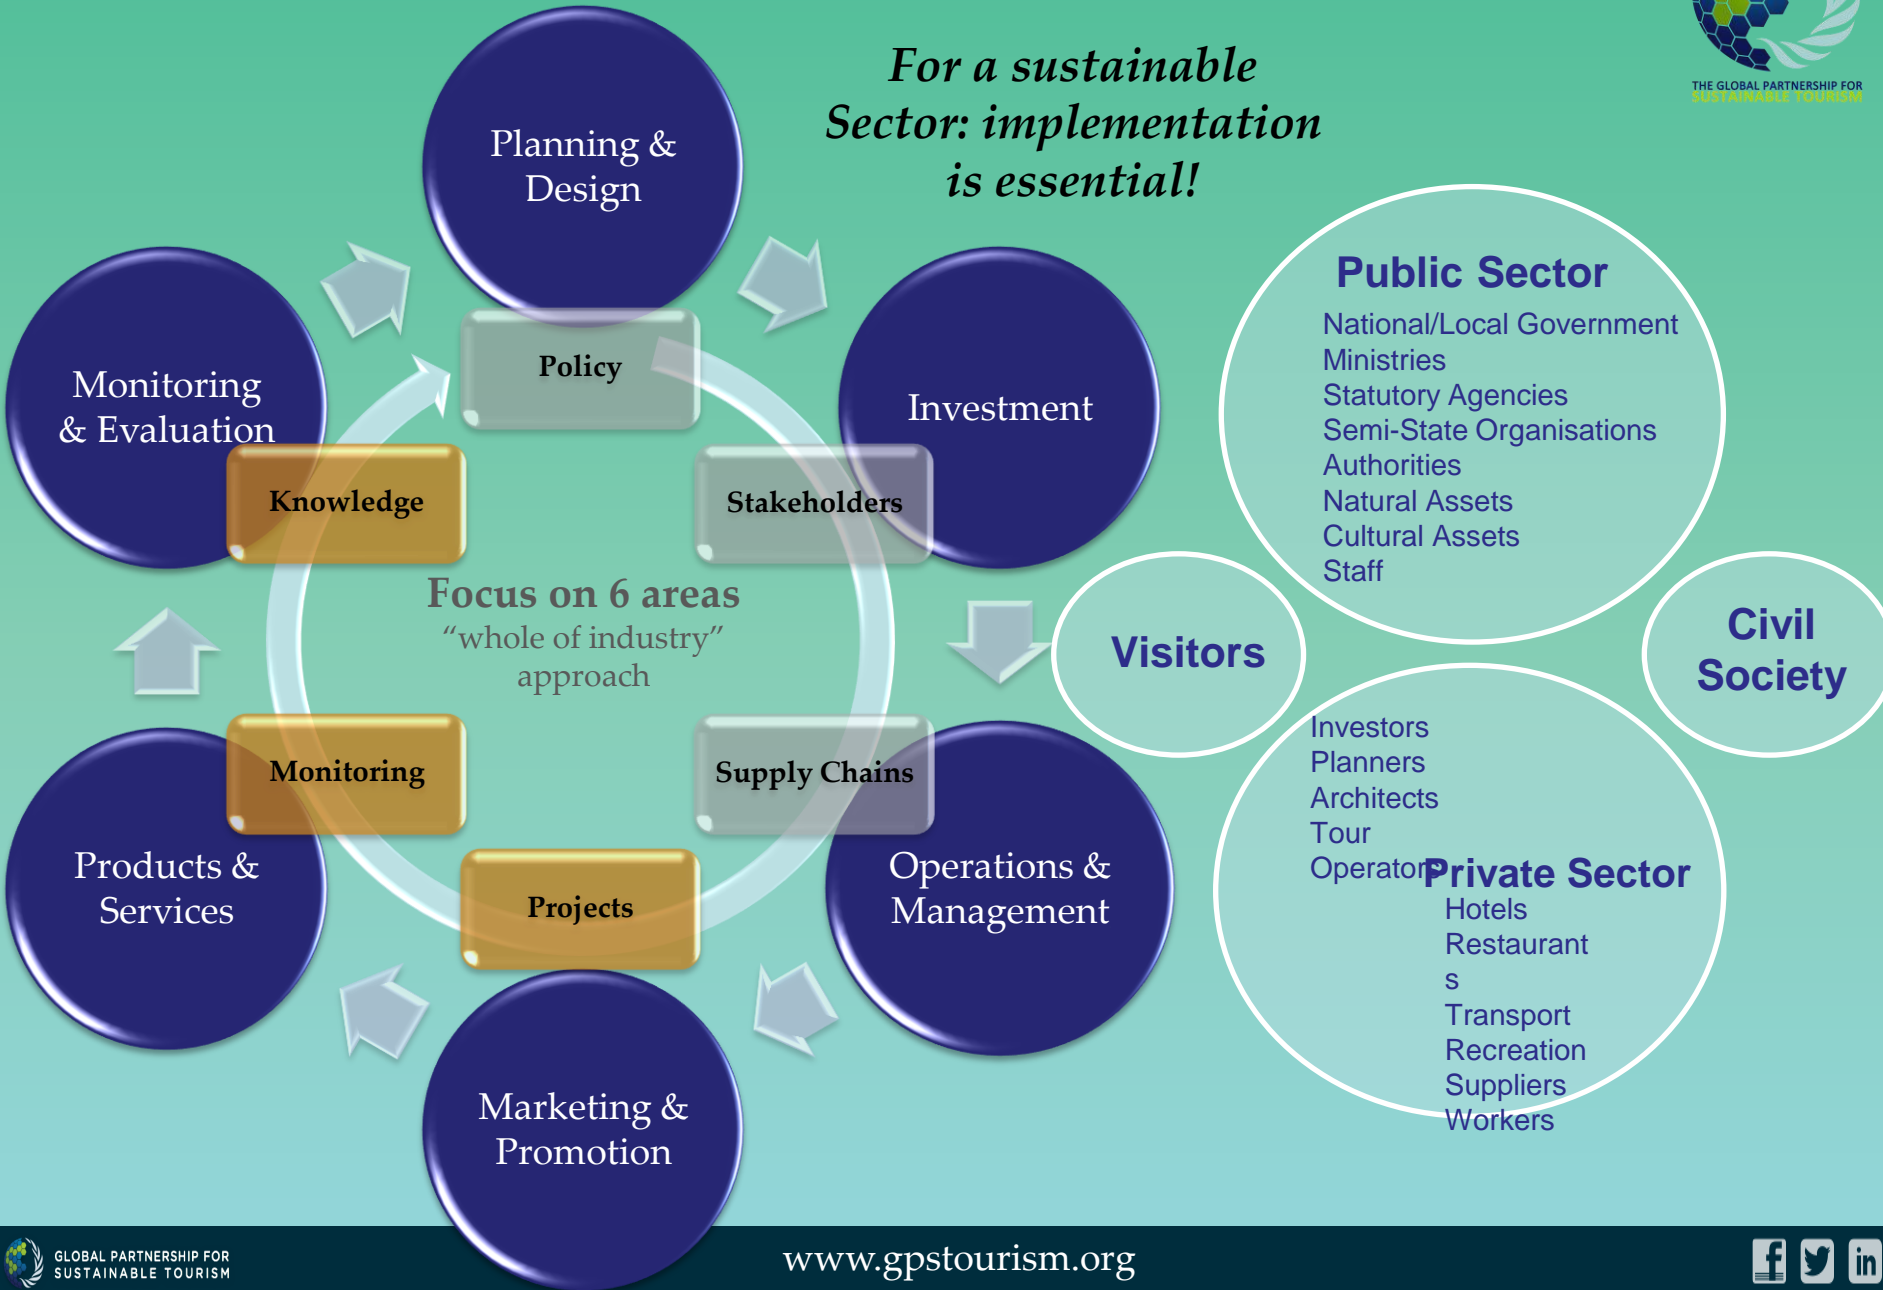 For a sustainable
Sector: implementation
is essential!
THE GLOBAL PARTNERSHIP FOR
SUSTAINABLE TOURISM
Planning &
Design
Investment
Operations &
Management
Marketing &
Promotion
Products &
Services
Monitoring
& Evaluation
Policy
Stakeholders
Supply Chains
Projects
Monitoring
Knowledge
Focus on 6 areas
“whole of industry”
approach
Public Sector
National/Local Government
Ministries
Statutory Agencies
Semi-State Organisations
Authorities
Natural Assets
Cultural Assets
Staff
Visitors
Civil
Society
Investors
Planners
Architects
Tour
Operators
Private Sector
Hotels
Restaurant
s
Transport
Recreation
Suppliers
Workers
GLOBAL PARTNERSHIP FOR
SUSTAINABLE TOURISM
www.gpstourism.org
f
in